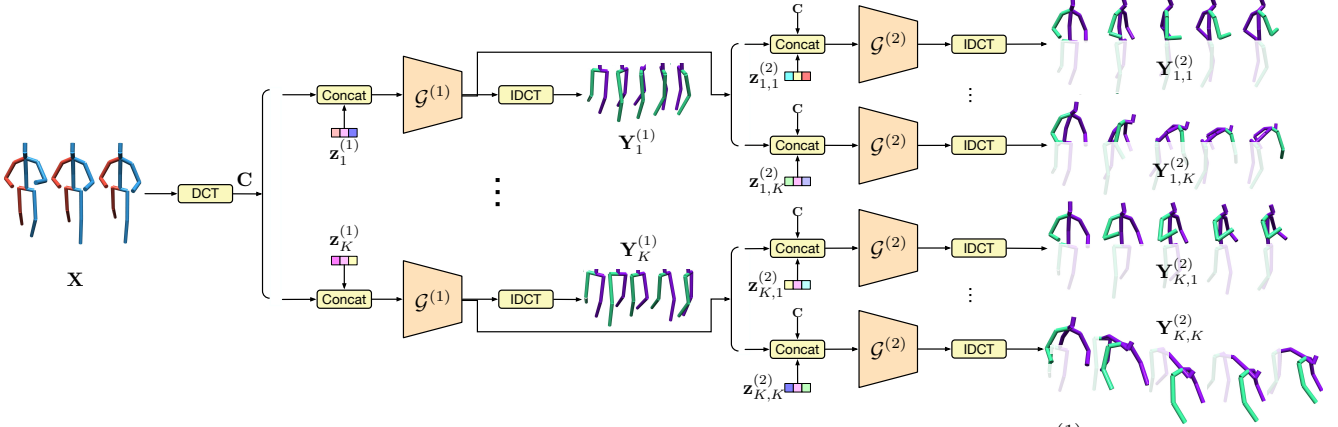 X
DCT
C
Concat
z_1^{(1)}
G^{(1)}
IDCT
Y_1^{(1)}
⋮
z_K^{(1)}
Concat
G^{(1)}
IDCT
Y_K^{(1)}
C
Concat
z_{1,1}^{(2)}
G^{(2)}
IDCT
Y_{1,1}^{(2)}
⋮
C
Concat
z_{1,K}^{(2)}
G^{(2)}
IDCT
Y_{1,K}^{(2)}
C
Concat
z_{K,1}^{(2)}
G^{(2)}
IDCT
Y_{K,1}^{(2)}
⋮
C
Concat
z_{K,K}^{(2)}
G^{(2)}
IDCT
Y_{K,K}^{(2)}
(1)